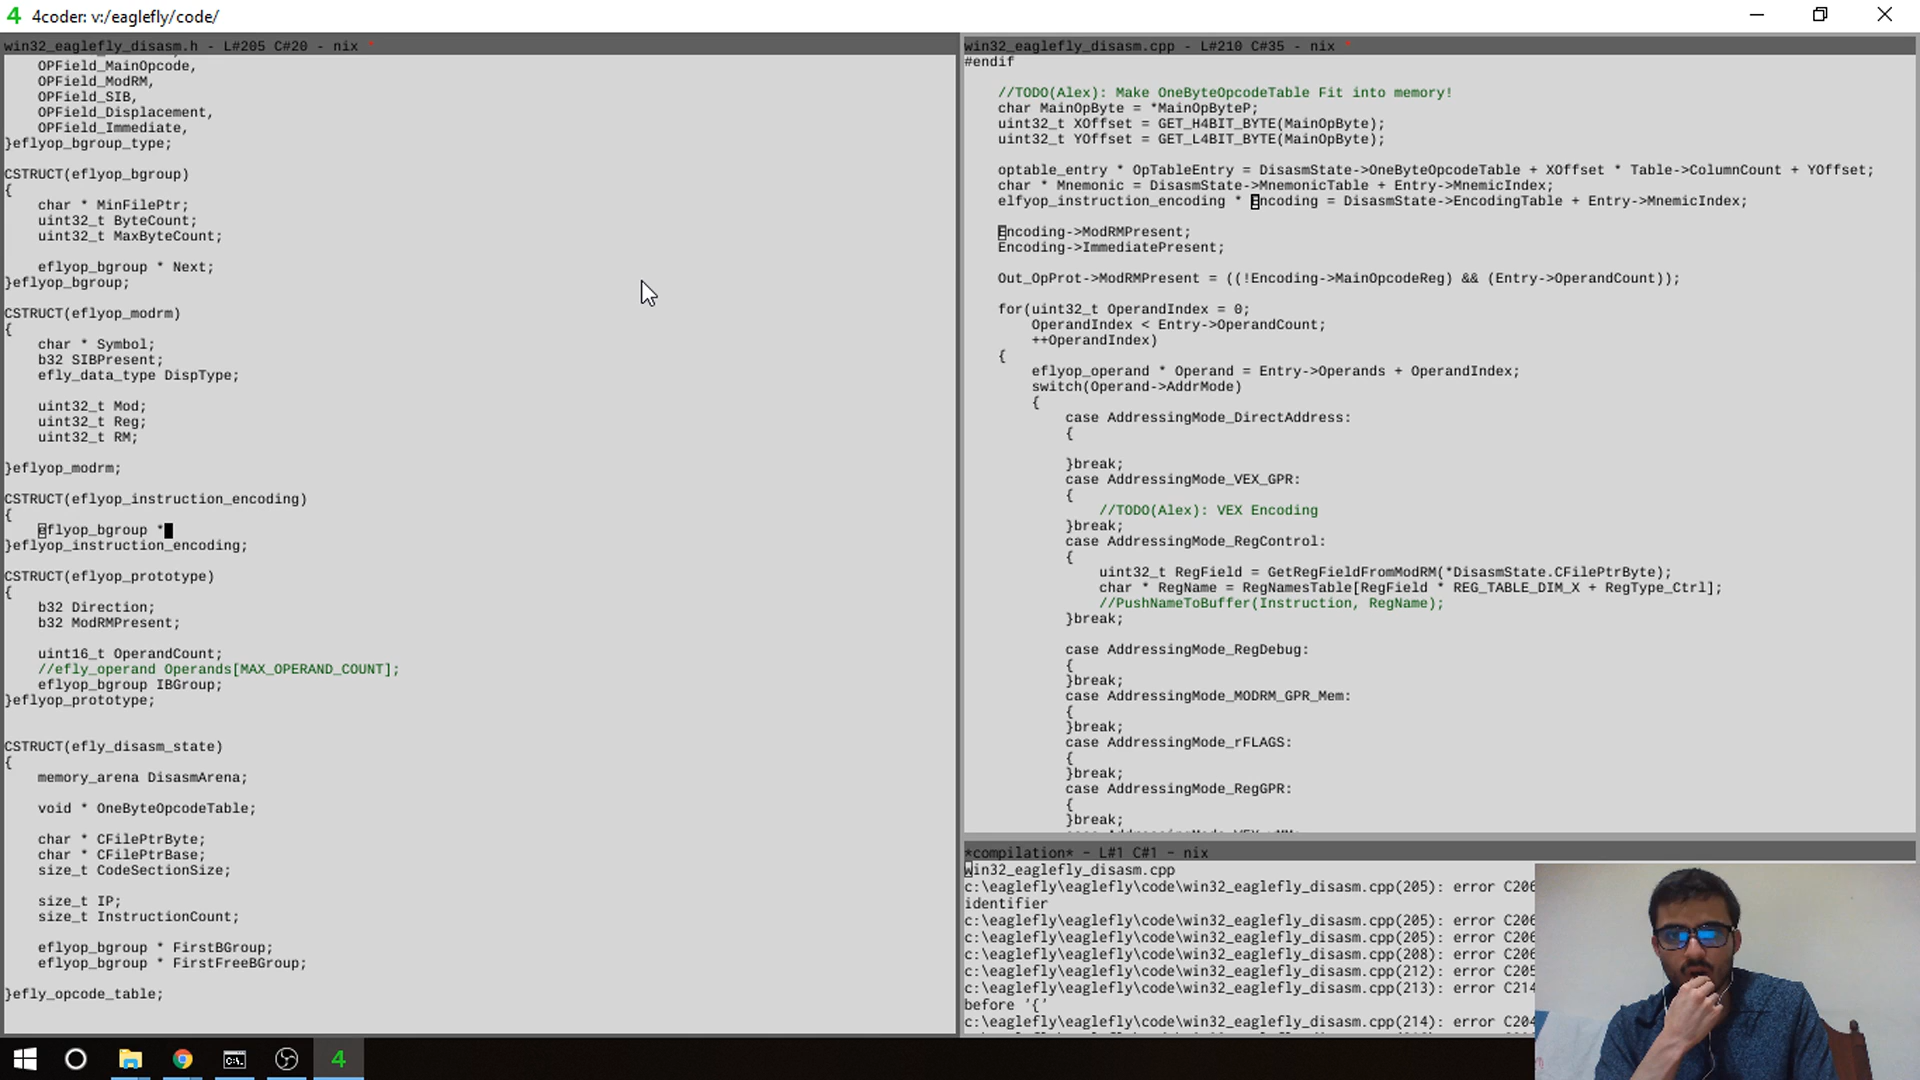 4coder: v:/eaglefly/code/
win32_eaglefly_disasm.h - L#205 C#20 - nix *
OPField_MainOpcode,
OPField_ModRM,
OPField_SIB,
OPField_Displacement,
OPField_Immediate,
}eflyop_bgroup_type;
CSTRUCT(eflyop_bgroup)
{
char * MinFilePtr;
uint32_t ByteCount;
uint32_t MaxByteCount;
eflyop_bgroup * Next;
}eflyop_bgroup;
CSTRUCT(eflyop_modrm)
{
char * Symbol;
b32 SIBPresent;
efly_data_type DispType;
uint32_t Mod;
uint32_t Reg;
uint32_t RM;
}eflyop_modrm;
CSTRUCT(eflyop_instruction_encoding)
{
eflyop_bgroup *
}eflyop_instruction_encoding;
CSTRUCT(eflyop_prototype)
{
b32 Direction;
b32 ModRMPresent;
uint16_t OperandCount;
//efly_operand Operands[MAX_OPERAND_COUNT];
eflyop_bgroup IBGroup;
}eflyop_prototype;
CSTRUCT(efly_disasm_state)
{
memory_arena DisasmArena;
void * OneByteOpcodeTable;
char * CFilePtrByte;
char * CFilePtrBase;
size_t CodeSectionSize;
size_t IP;
size_t InstructionCount;
eflyop_bgroup * FirstBGroup;
eflyop_bgroup * FirstFreeBGroup;
}efly_opcode_table;
win32_eaglefly_disasm.cpp - L#210 C#35 - nix *
#endif
//TODO(Alex): Make OneByteOpcodeTable Fit into memory!
char MainOpByte = *MainOpByteP;
uint32_t XOffset = GET_H4BIT_BYTE(MainOpByte);
uint32_t YOffset = GET_L4BIT_BYTE(MainOpByte);
optable_entry * OpTableEntry = DisasmState->OneByteOpcodeTable + XOffset * Table->ColumnCount + YOffset;
char * Mnemonic = DisasmState->MnemonicTable + Entry->MnemicIndex;
elfyop_instruction_encoding * Encoding = DisasmState->EncodingTable + Entry->MnemicIndex;
Encoding->ModRMPresent;
Encoding->ImmediatePresent;
Out_OpProt->ModRMPresent = ((!Encoding->MainOpcodeReg) && (Entry->OperandCount));
for(uint32_t OperandIndex = 0;
OperandIndex < Entry->OperandCount;
++OperandIndex)
{
eflyop_operand * Operand = Entry->Operands + OperandIndex;
switch(Operand->AddrMode)
{
case AddressingMode_DirectAddress:
{
}break;
case AddressingMode_VEX_GPR:
{
//TODO(Alex): VEX Encoding
}break;
case AddressingMode_RegControl:
{
uint32_t RegField = GetRegFieldFromModRM(*DisasmState.CFilePtrByte);
char * RegName = RegNamesTable[RegField * REG_TABLE_DIM_X + RegType_Ctrl];
//PushNameToBuffer(Instruction, RegName);
}break;
case AddressingMode_RegDebug:
{
}break;
case AddressingMode_MODRM_GPR_Mem:
{
}break;
case AddressingMode_rFLAGS:
{
}break;
case AddressingMode_RegGPR:
{
}break;
*compilation* - L#1 C#1 - nix
win32_eaglefly_disasm.cpp
c:\eaglefly\eaglefly\code\win32_eaglefly_disasm.cpp(205): error C206
identifier
c:\eaglefly\eaglefly\code\win32_eaglefly_disasm.cpp(205): error C206
c:\eaglefly\eaglefly\code\win32_eaglefly_disasm.cpp(205): error C206
c:\eaglefly\eaglefly\code\win32_eaglefly_disasm.cpp(208): error C206
c:\eaglefly\eaglefly\code\win32_eaglefly_disasm.cpp(212): error C205
c:\eaglefly\eaglefly\code\win32_eaglefly_disasm.cpp(213): error C214
before '{'
c:\eaglefly\eaglefly\code\win32_eaglefly_disasm.cpp(214): error C204